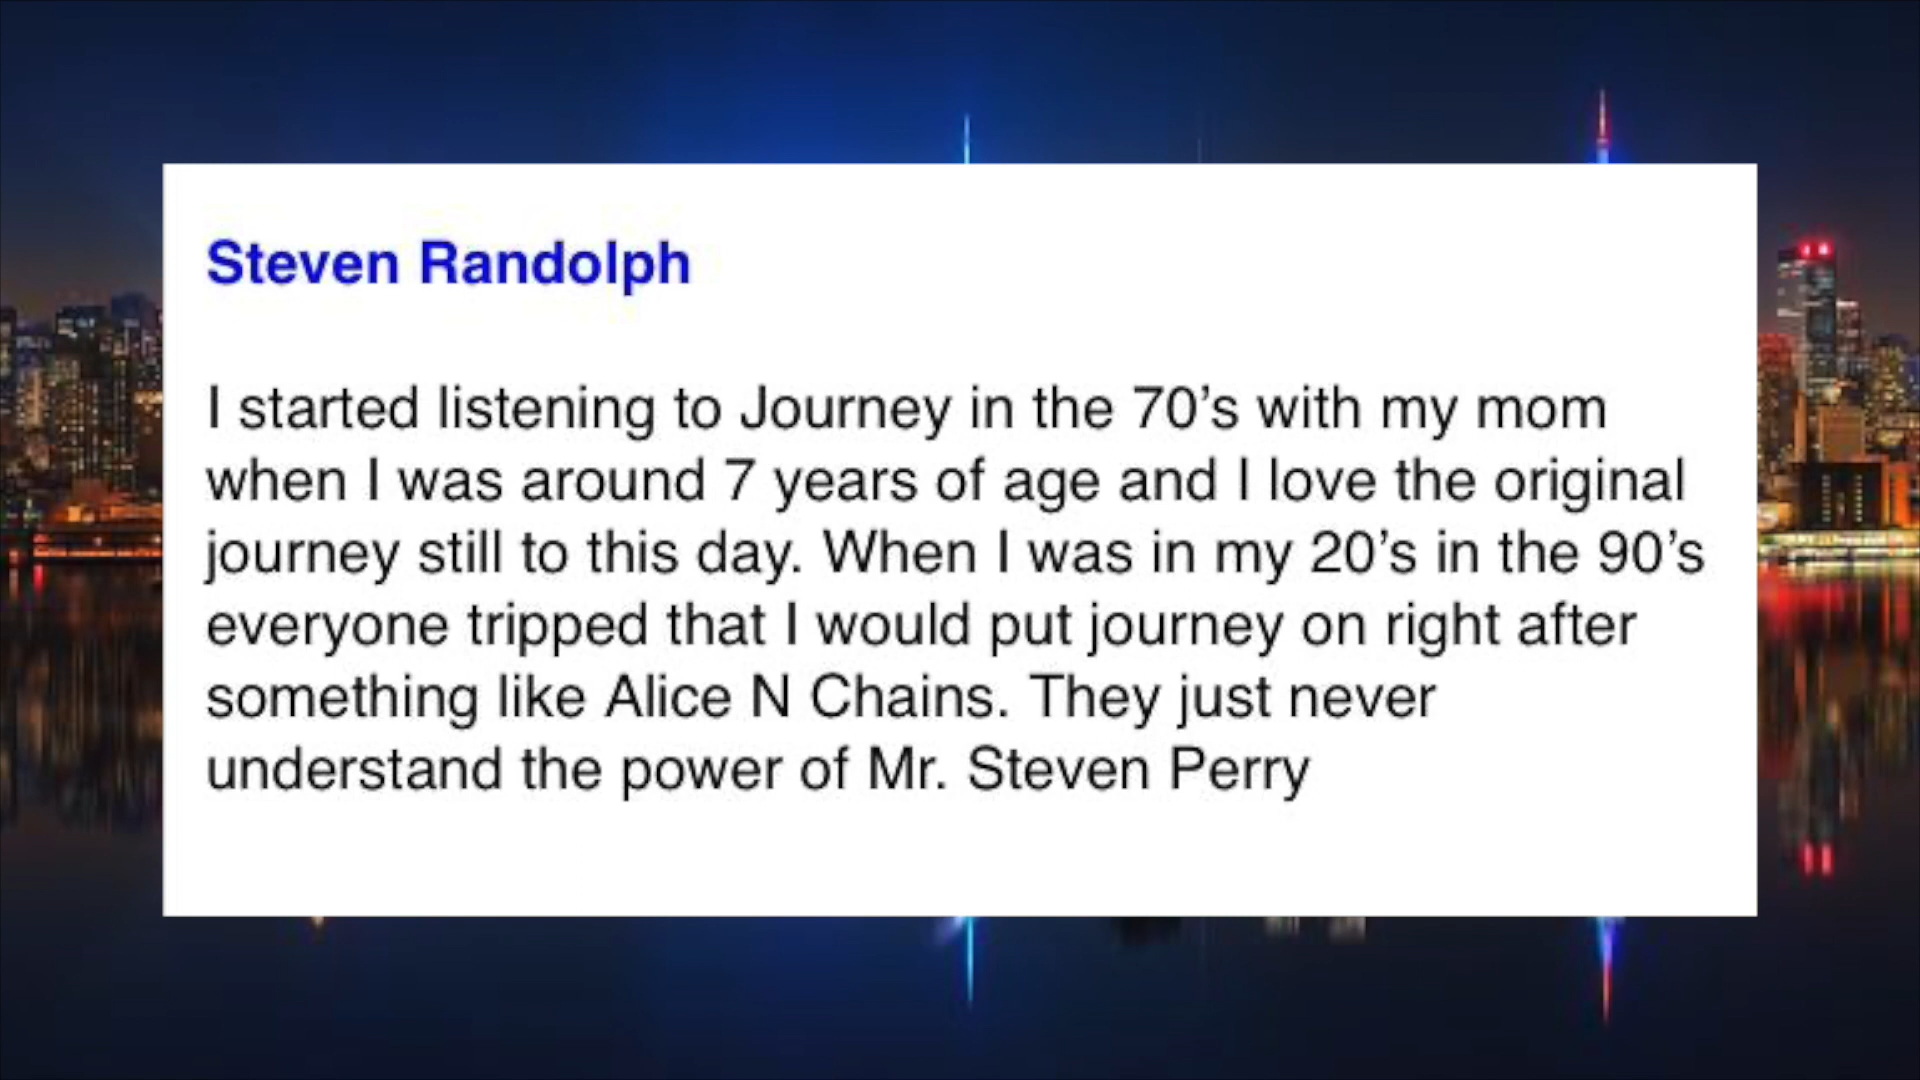 Steven Randolph
I started listening to Journey in the 70’s with my mom
when I was around 7 years of age and I love the original
journey still to this day. When I was in my 20’s in the 90’s
everyone tripped that I would put journey on right after
something like Alice N Chains. They just never
understand the power of Mr. Steven Perry